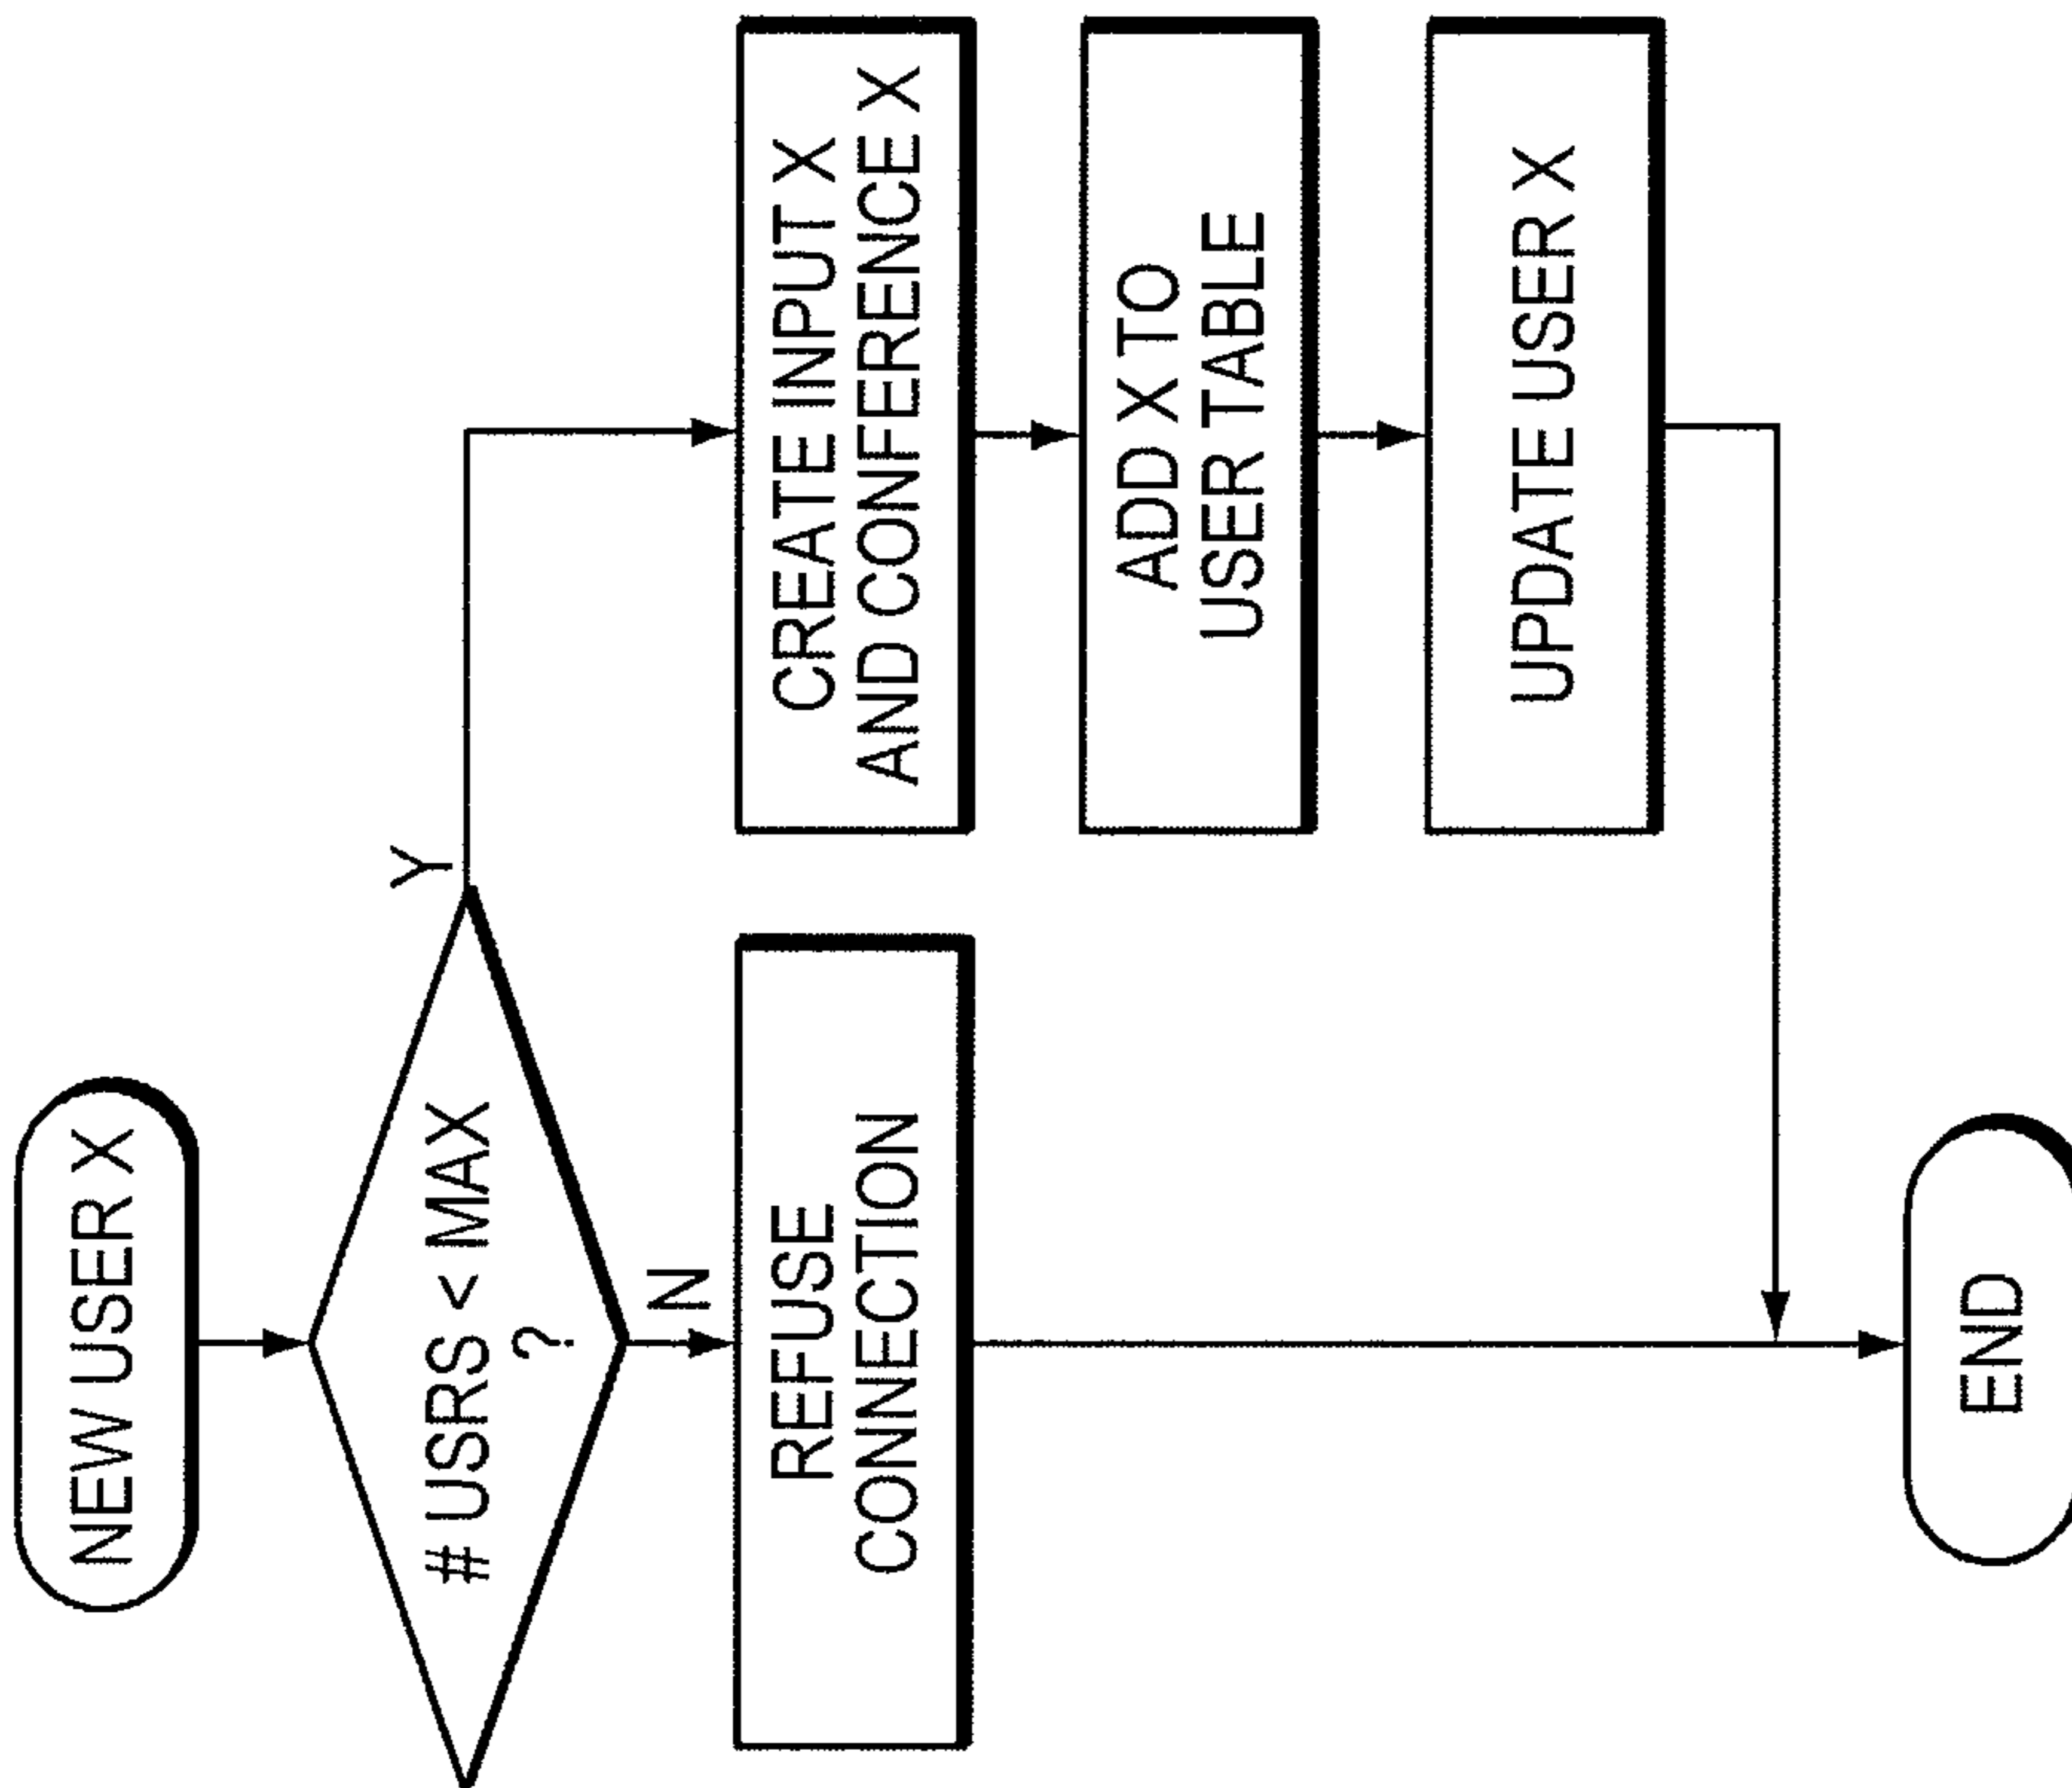 NEW USER X
# USRS < MAX
?
Y
N
REFUSE
CONNECTION
CREATE INPUT X
AND CONFERENCE X
ADD X TO
USER TABLE
UPDATE USER X
END